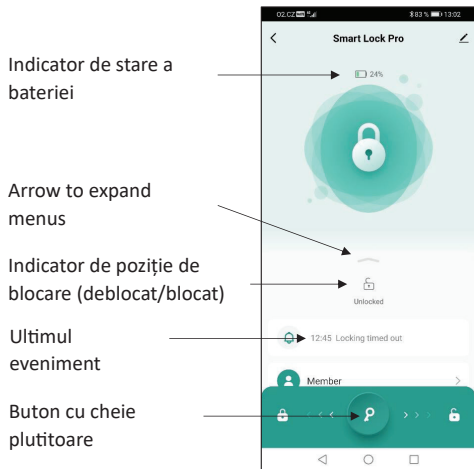 O2.CZ
83 % 13:02
Smart Lock Pro
24%
Indicator de stare a
bateriei
Arrow to expand
menus
Indicator de poziție de
blocare (deblocat/blocat)
Unlocked
Ultimul
eveniment
12:45 Locking timed out
Member
Buton cu cheie
plutitoare